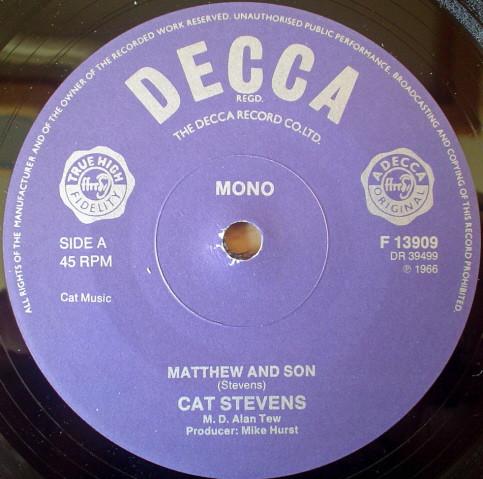 ALL RIGHTS OF THE MANUFACTURER AND OF THE OWNER OF THE RECORDED WORK RESERVED. UNAUTHORISED PUBLIC PERFORMANCE, BROADCASTING AND COPYING OF THIS RECORD PROHIBITED.
DECCA
REGD.
THE DECCA RECORD CO. LTD.
TRUE HIGH
ffrr
FIDELITY
MONO
A DECCA
ffrr
ORIGINAL
SIDE A
45 RPM
F 13909
DR 39499
℗ 1966
Cat Music
MATTHEW AND SON
(Stevens)
CAT STEVENS
M. D. Alan Tew
Producer: Mike Hurst